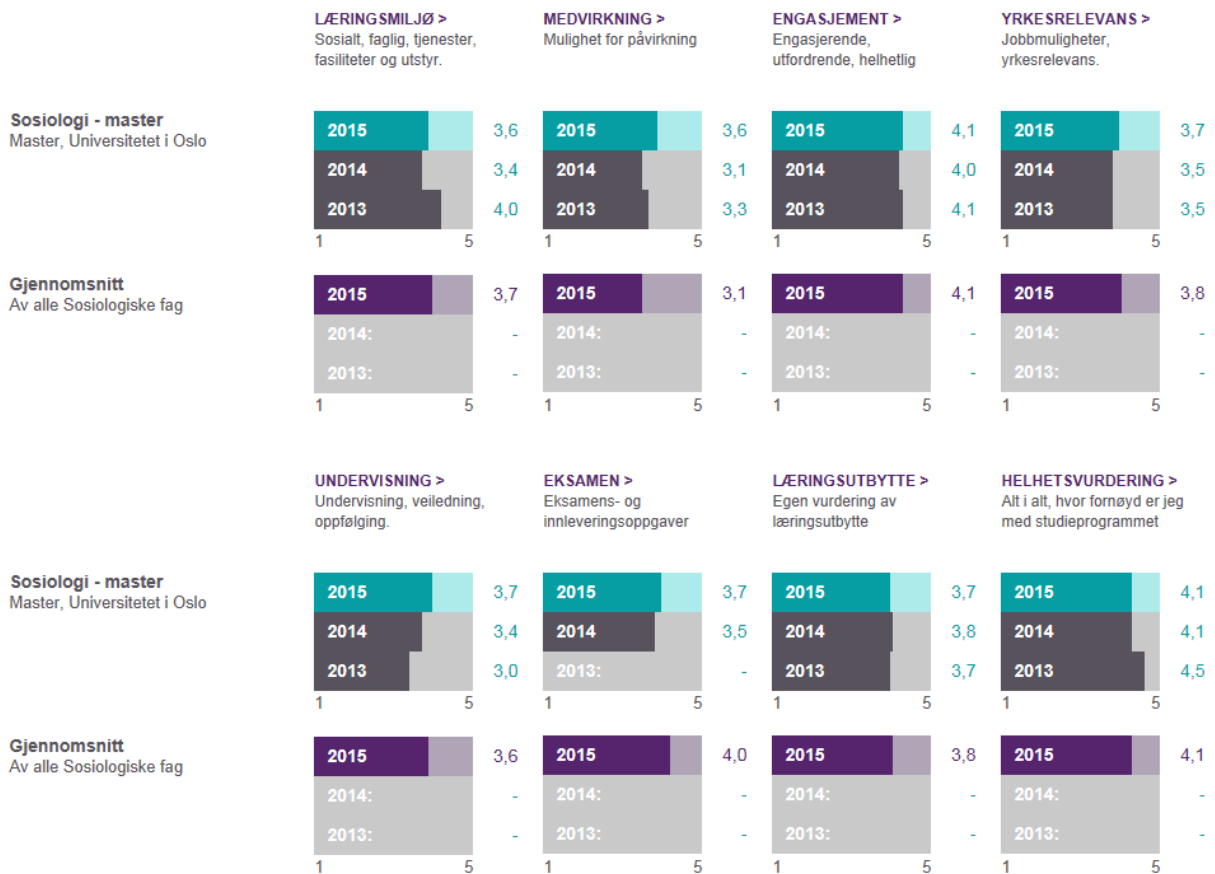 LÆRINGSMILJØ > MEDVIRKNING > ENGASJEMENT > YRKESRELEVANS >
Sosialt, faglig, tjenester, Mulighet for påvirkning Engasjerende, Jobbmuligheter,
fasiliteter og utstyr. utfordrende, helhetlig yrkesrelevans.
Sosiologi - master
Master, Universitetet i Oslo
2015 3,6 2015 3,6 2015 4,1 2015 3,7
2014 3,4 2014 3,1 2014 4,0 2014 3,5
2013 4,0 2013 3,3 2013 4,1 2013 3,5
1 5 1 5 1 5 1 5
Gjennomsnitt
Av alle Sosiologiske fag
2015 3,7 2015 3,1 2015 4,1 2015 3,8
2014: - 2014: - 2014: - 2014: -
2013: - 2013: - 2013: - 2013: -
1 5 1 5 1 5 1 5
UNDERVISNING > EKSAMEN > LÆRINGSUTBYTTE > HELHETSVURDERING >
Undervisning, veiledning, Eksamens- og Egen vurdering av Alt i alt, hvor fornøyd er jeg
oppfølging. innleveringsoppgaver læringsutbytte med studieprogrammet
Sosiologi - master
Master, Universitetet i Oslo
2015 3,7 2015 3,7 2015 3,7 2015 4,1
2014 3,4 2014 3,5 2014 3,8 2014 4,1
2013 3,0 2013: - 2013 3,7 2013 4,5
1 5 1 5 1 5 1 5
Gjennomsnitt
Av alle Sosiologiske fag
2015 3,6 2015 4,0 2015 3,8 2015 4,1
2014: - 2014: - 2014: - 2014: -
2013: - 2013: - 2013: - 2013: -
1 5 1 5 1 5 1 5